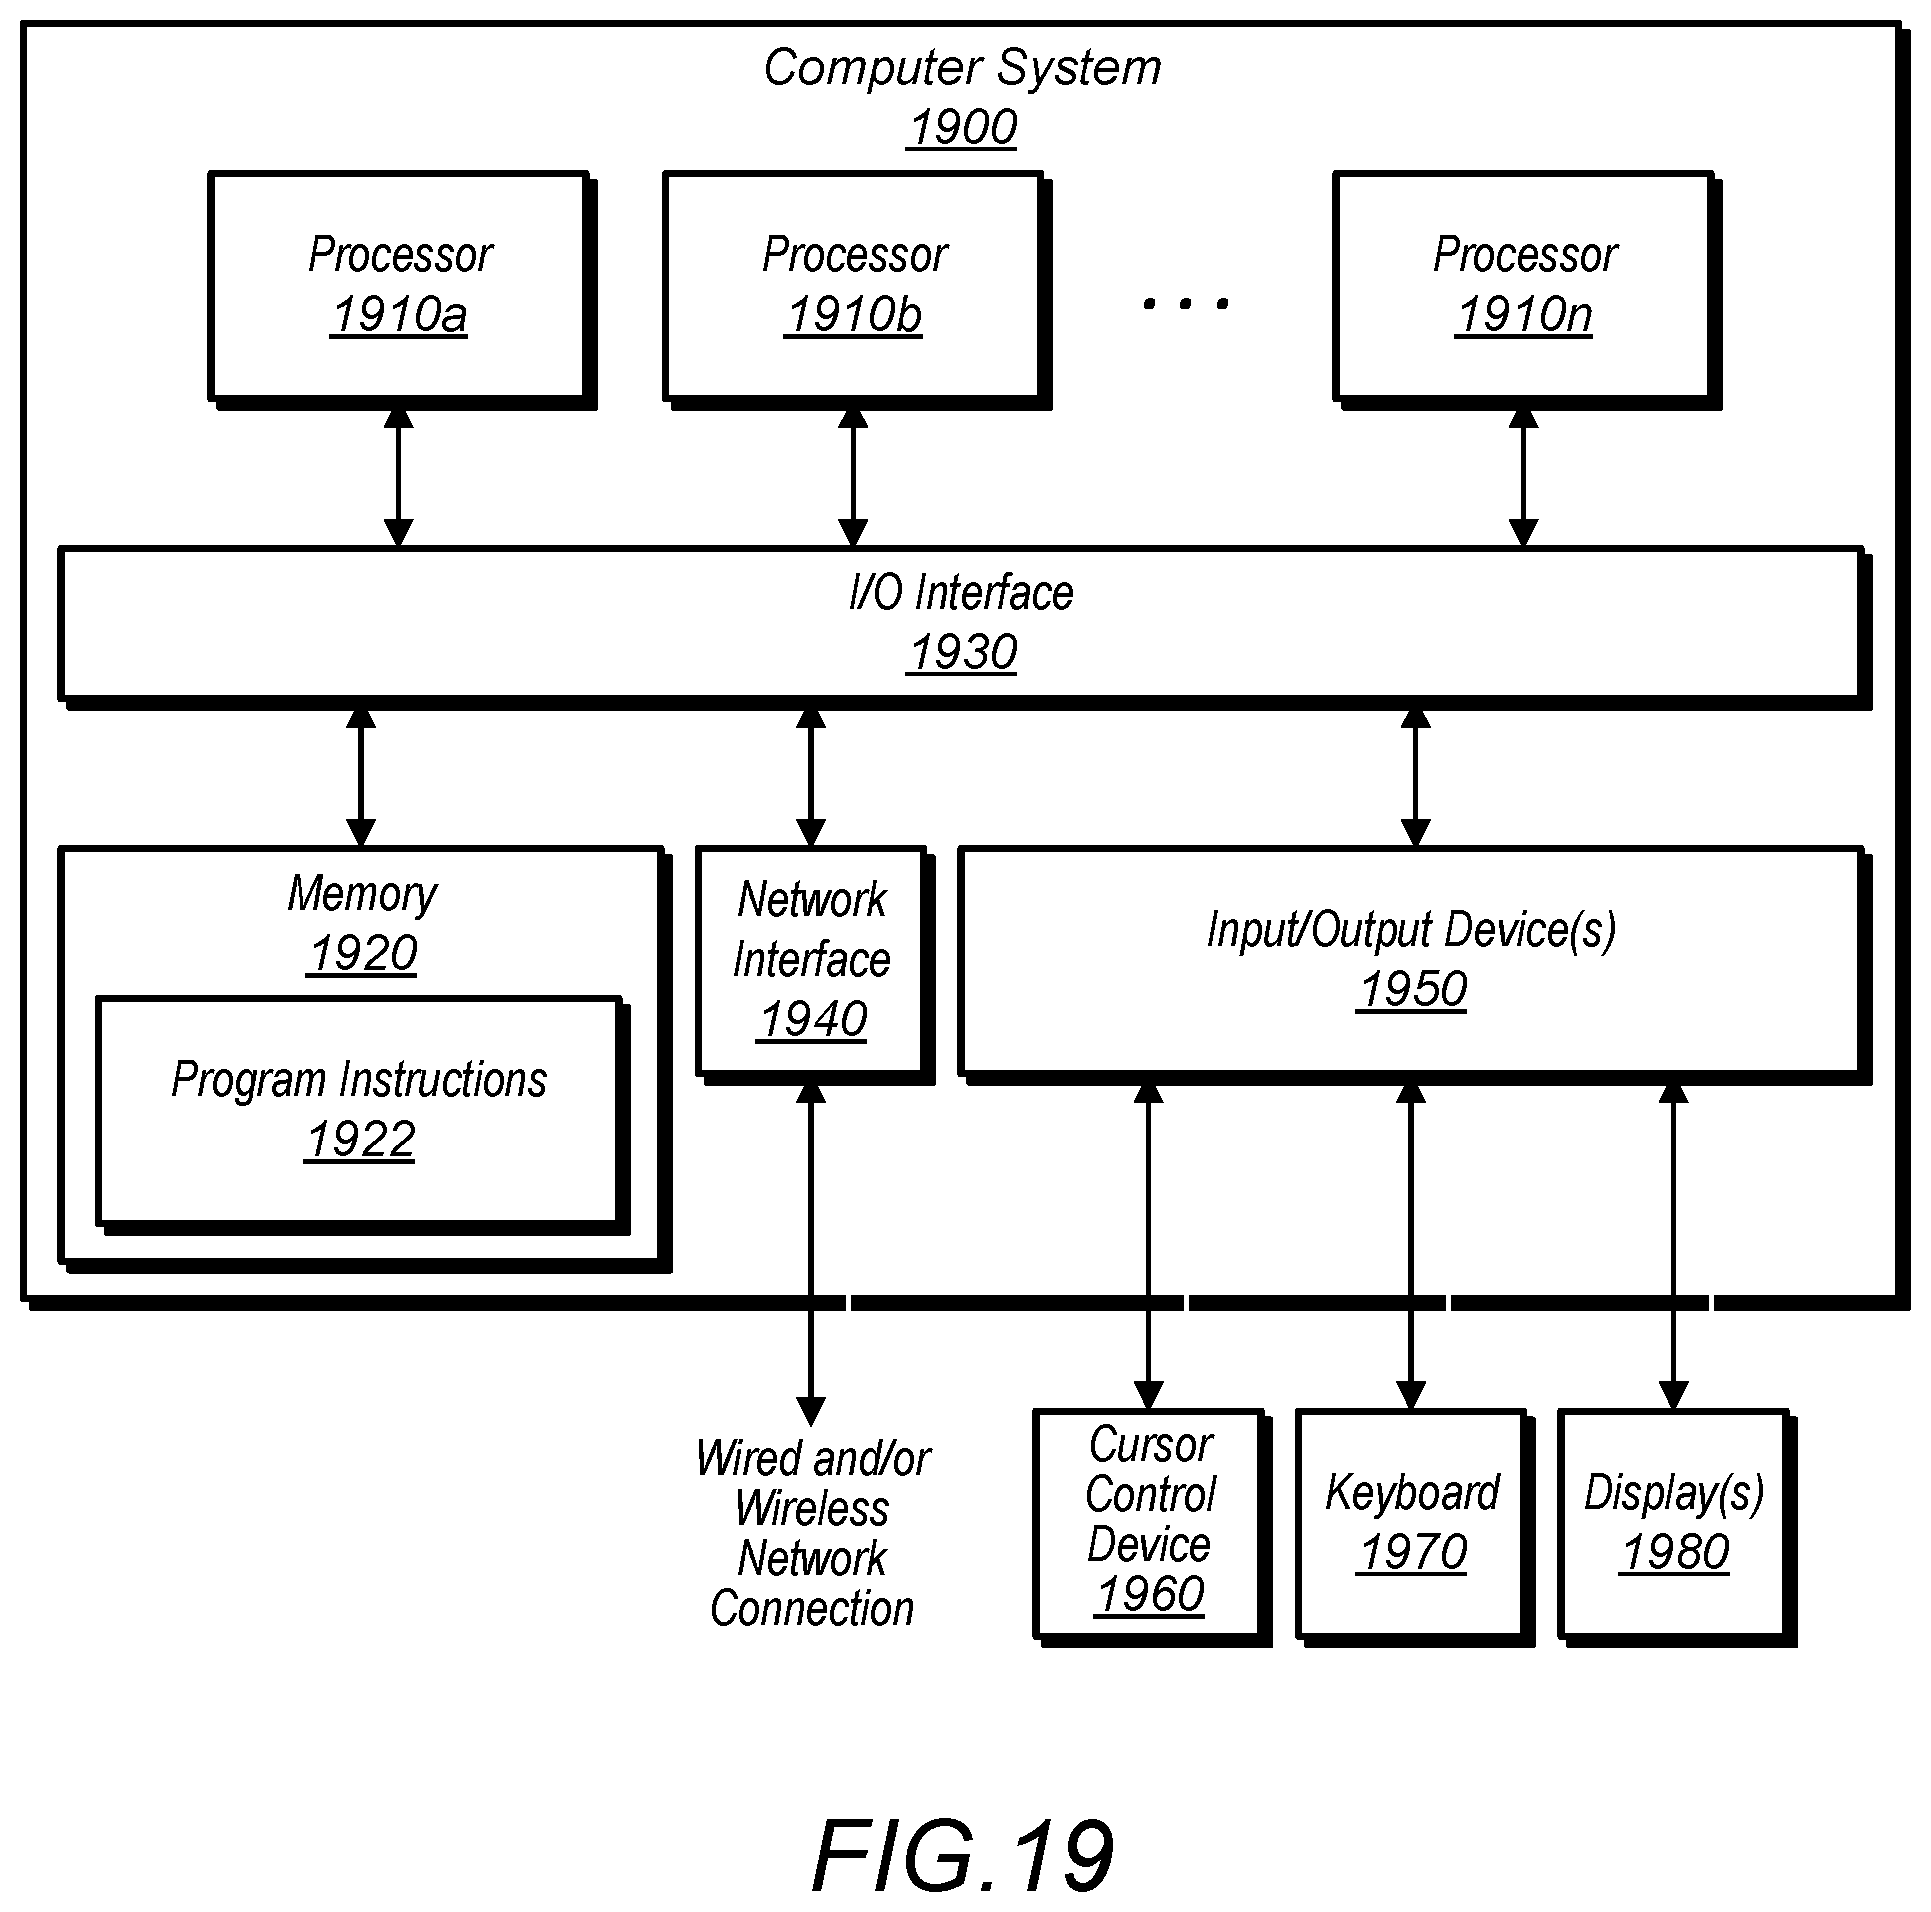 Computer System
1900
Processor
1910a
Processor
1910b
...
Processor
1910n
I/O Interface
1930
Memory
1920
Program Instructions
1922
Network
Interface
1940
Input/Output Device(s)
1950
Wired and/or
Wireless
Network
Connection
Cursor
Control
Device
1960
Keyboard
1970
Display(s)
1980
FIG.19